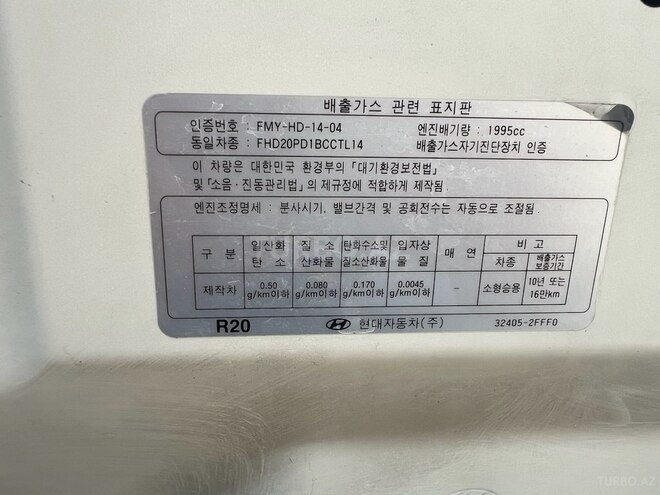 배출가스 관련 표지판
인증번호 : FMY-HD-14-04 엔진배기량 : 1995cc
동일차종 : FHD20PD1BCCTL14 배출가스자기진단장치 인증
이 차량은 대한민국 환경부의 「대기환경보전법」
및 「소음·진동관리법」의 제규정에 적합하게 제작됨.
엔진조정명세 : 분사시기, 밸브간격 및 공회전수는 자동으로 조절됨.
구 분 일산화 질 소 탄화수소및 입자상 매 연 비 고
탄 소 산화물 질소산화물 물 질 차종 배출가스
보증기간
제작차 0.50 0.080 0.170 0.0045 - 소형승용 10년 또는
g/km이하 g/km이하 g/km이하 g/km이하 16만km
R20 현대자동차(주) 32405-2FFF0
TURBO.AZ